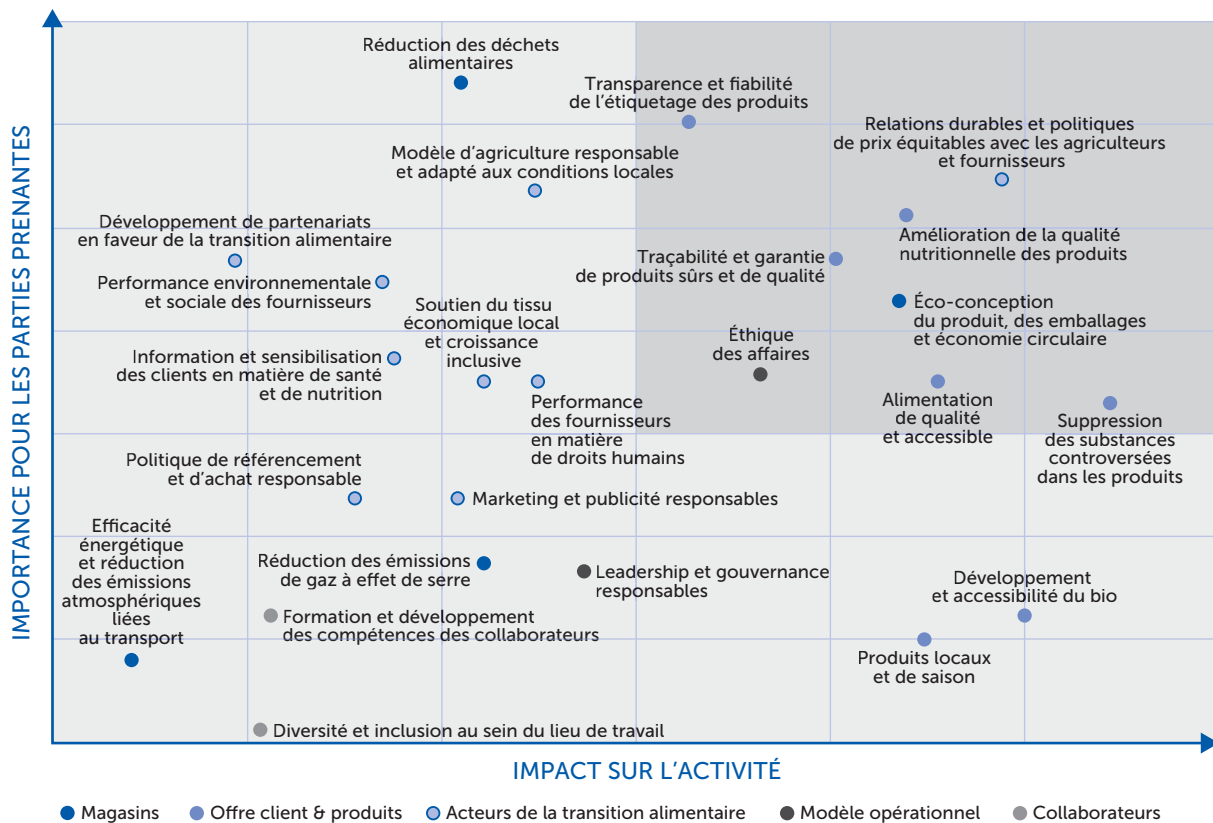 IMPORTANCE POUR LES PARTIES PRENANTES
Réduction des déchets
alimentaires
Transparence et fiabilité
de l’étiquetage des produits
Relations durables et politiques
de prix équitables avec les agriculteurs
et fournisseurs
Modèle d’agriculture responsable
et adapté aux conditions locales
Développement de partenariats
en faveur de la transition alimentaire
Amélioration de la qualité
nutritionnelle des produits
Traçabilité et garantie
de produits sûrs et de qualité
Performance environnementale
et sociale des fournisseurs
Soutien du tissu
économique local
et croissance
inclusive
Éco-conception
du produit, des emballages
et économie circulaire
Éthique
des affaires
Information et sensibilisation
des clients en matière de santé
et de nutrition
Performance
des fournisseurs
en matière
de droits humains
Alimentation
de qualité
et accessible
Suppression
des substances
controversées
dans les produits
Politique de référencement
et d’achat responsable
Marketing et publicité responsables
Efficacité
énergétique
et réduction
des émissions
atmosphériques
liées
au transport
Réduction des émissions
de gaz à effet de serre
Leadership et gouvernance
responsables
Développement
et accessibilité du bio
Formation et développement
des compétences des collaborateurs
Produits locaux
et de saison
Diversité et inclusion au sein du lieu de travail
IMPACT SUR L’ACTIVITÉ
Magasins
Offre client & produits
Acteurs de la transition alimentaire
Modèle opérationnel
Collaborateurs